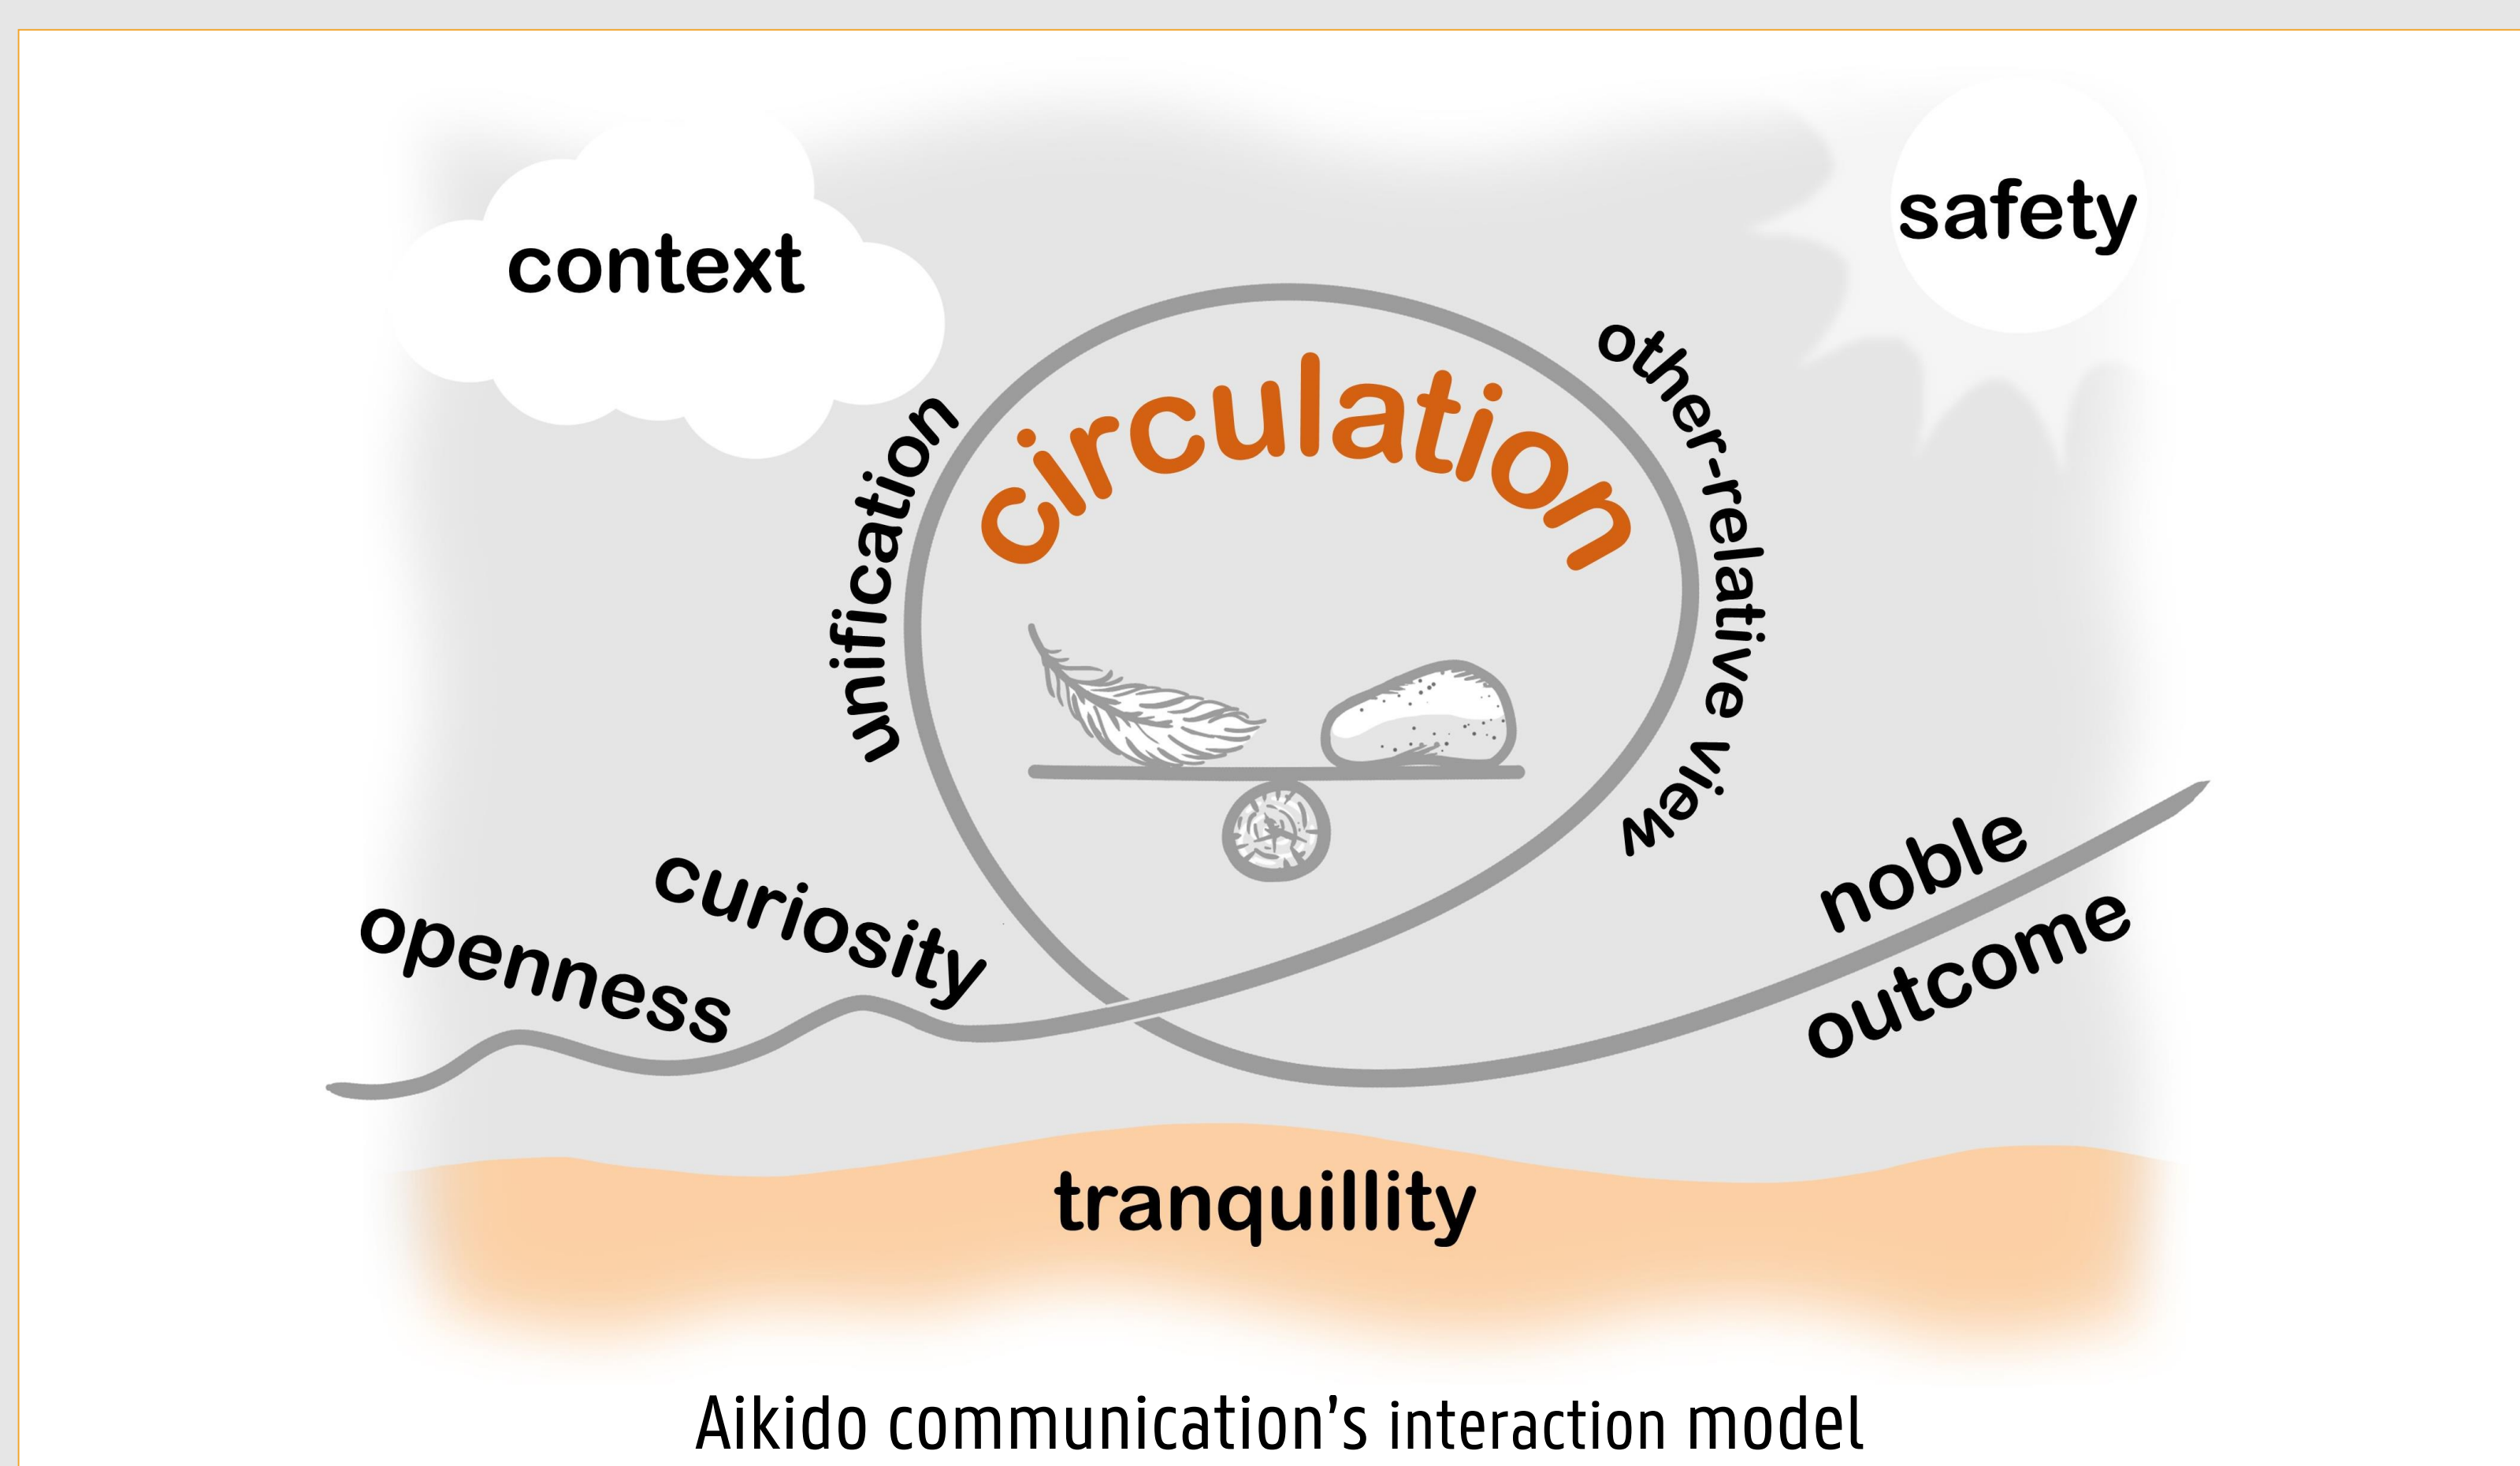 context
safety
circulation
unification
other-relative view
curiosity
openness
noble
outcome
tranquillity
Aikido communication's interaction model